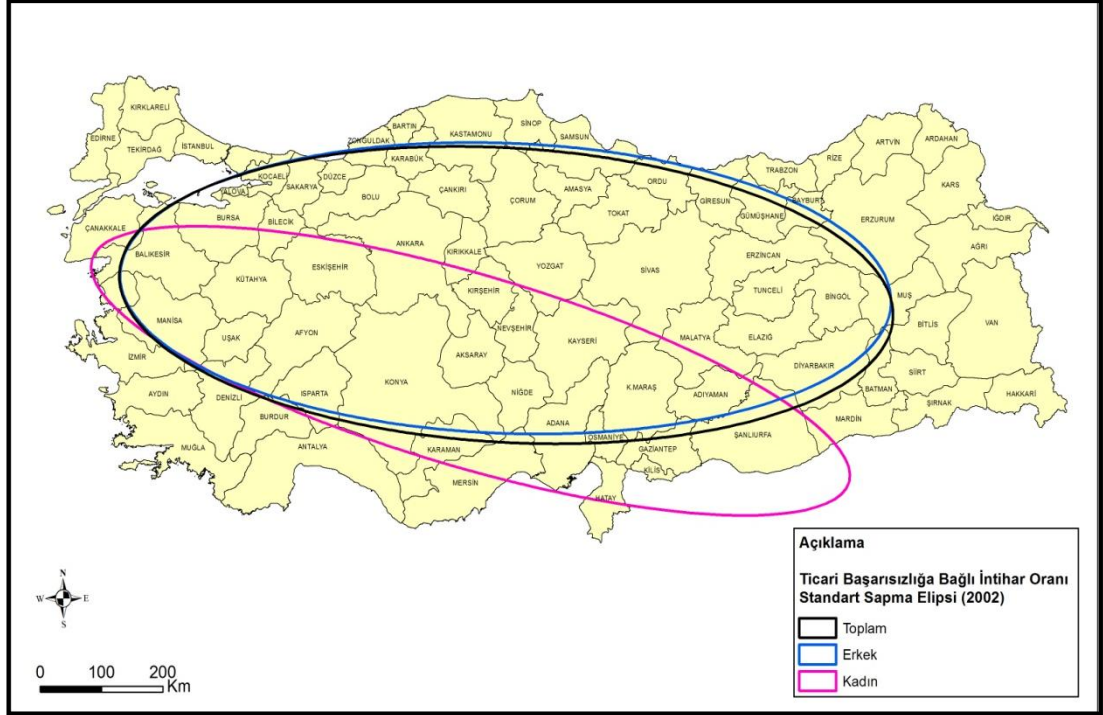 KIRKLARELİ
EDİRNE
TEKİRDAĞ
İSTANBUL
KOCAELİ
YALOVA
SAKARYA
DÜZCE
ZONGULDAK
BARTIN
KARABÜK
KASTAMONU
SİNOP
SAMSUN
BOLU
ÇANKIRI
ÇORUM
AMASYA
TOKAT
ORDU
GİRESUN
TRABZON
GÜMÜŞHANE
BAYBURT
RİZE
ARTVİN
ARDAHAN
KARS
IĞDIR
AĞRI
ERZURUM
ERZİNCAN
ÇANAKKALE
BALIKESİR
BURSA
BİLECİK
ESKİŞEHİR
KÜTAHYA
ANKARA
KIRIKKALE
KIRŞEHİR
YOZGAT
SİVAS
TUNCELİ
BİNGÖL
MUŞ
BİTLİS
VAN
MANİSA
UŞAK
AFYON
İZMİR
AYDIN
DENİZLİ
BURDUR
ISPARTA
MUĞLA
ANTALYA
KONYA
AKSARAY
NEVŞEHİR
NİĞDE
KAYSERİ
MALATYA
ELAZIĞ
DİYARBAKIR
BATMAN
SİİRT
ŞIRNAK
HAKKARİ
MARDİN
ŞANLIURFA
ADIYAMAN
K.MARAŞ
GAZİANTEP
KİLİS
OSMANİYE
ADANA
HATAY
KARAMAN
MERSİN
N
W E
S
0 100 200
Km
Açıklama
Ticari Başarısızlığa Bağlı İntihar Oranı
Standart Sapma Elipsi (2002)
Toplam
Erkek
Kadın